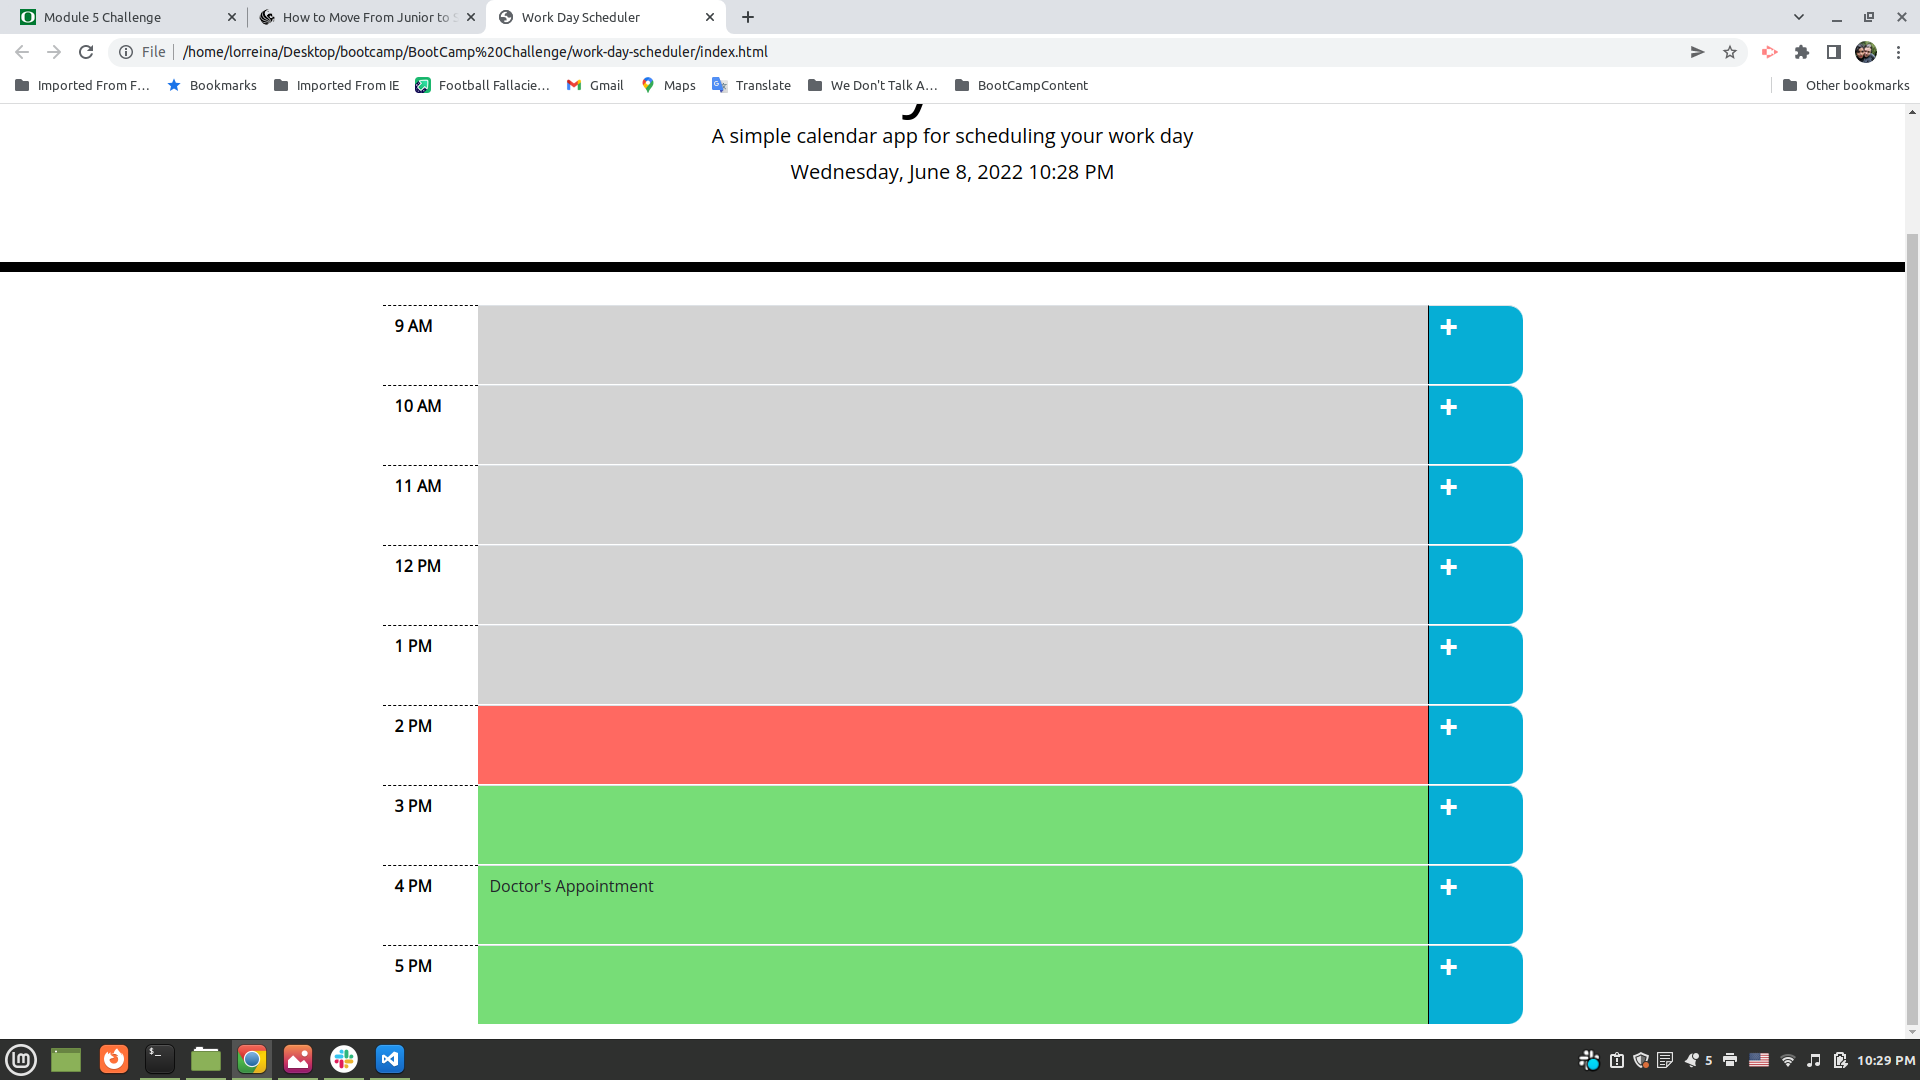 Module 5 Challenge
How to Move From Junior to S
Work Day Scheduler
File
/home/lorreina/Desktop/bootcamp/BootCamp%20Challenge/work-day-scheduler/index.html
Imported From F...
Bookmarks
Imported From IE
Football Fallacie...
Gmail
Maps
Translate
We Don't Talk A...
BootCampContent
Other bookmarks
A simple calendar app for scheduling your work day
Wednesday, June 8, 2022 10:28 PM
9 AM
10 AM
11 AM
12 PM
1 PM
2 PM
3 PM
4 PM Doctor's Appointment
5 PM
5
10:29 PM